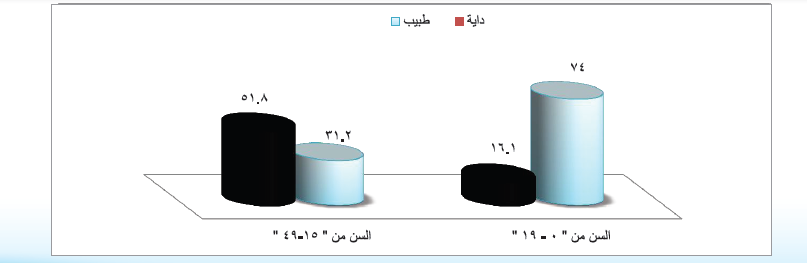 داية طبيب
٧٤
٥١.٨
٣١.٢
١٦.١
السن من " ٠ - ١٩ "
السن من " ١٥-٤٩ "